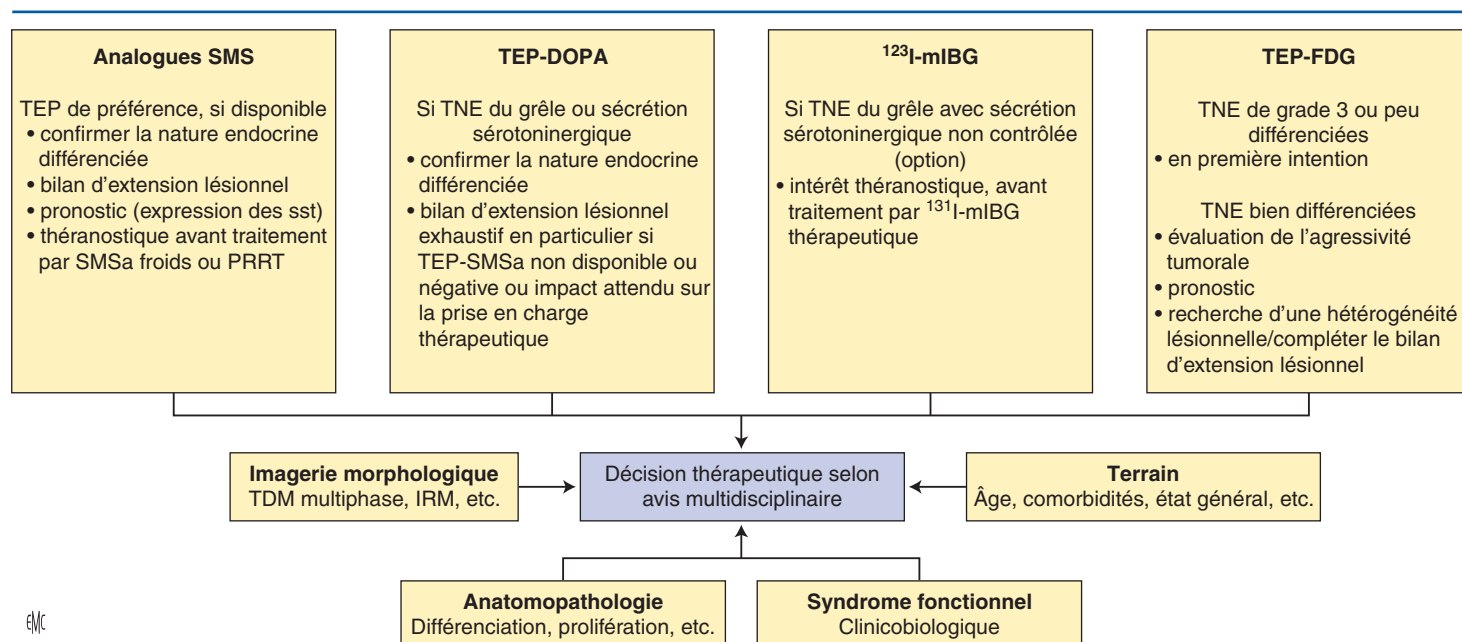 Analogues SMS
TEP de préférence, si disponible
• confirmer la nature endocrine
différenciée
• bilan d'extension lésionnel
• pronostic (expression des sst)
• théranostique avant traitement
par SMSa froids ou PRRT
TEP-DOPA
Si TNE du grêle ou sécrétion
sérotoninergique
• confirmer la nature endocrine
différenciée
• bilan d'extension lésionnel
exhaustif en particulier si
TEP-SMSa non disponible ou
négative ou impact attendu sur
la prise en charge
thérapeutique
¹²³I-mIBG
Si TNE du grêle avec sécrétion
sérotoninergique non contrôlée
(option)
• intérêt théranostique, avant
traitement par ¹³¹I-mIBG
thérapeutique
TEP-FDG
TNE de grade 3 ou peu
différenciées
• en première intention
TNE bien différenciées
• évaluation de l'agressivité
tumorale
• pronostic
• recherche d'une hétérogénéité
lésionnelle/compléter le bilan
d'extension lésionnel
Imagerie morphologique
TDM multiphase, IRM, etc.
Décision thérapeutique selon
avis multidisciplinaire
Terrain
Âge, comorbidités, état général, etc.
Anatomopathologie
Différenciation, prolifération, etc.
Syndrome fonctionnel
Clinicobiologique
EMC